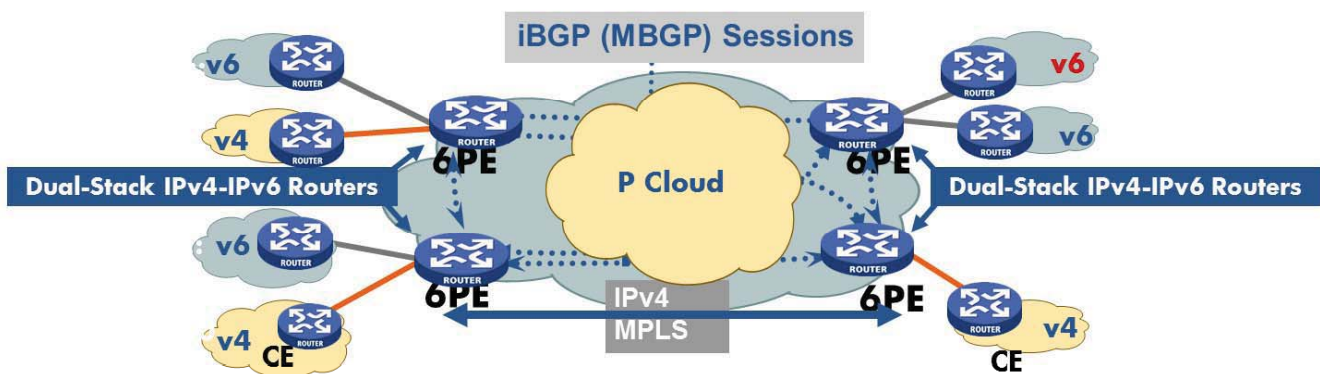 iBGP (MBGP) Sessions
v6
ROUTER
ROUTER
v6
v4
ROUTER
ROUTER
6PE
ROUTER
6PE
ROUTER
v6
Dual-Stack IPv4-IPv6 Routers
P Cloud
Dual-Stack IPv4-IPv6 Routers
v6
ROUTER
ROUTER
6PE
ROUTER
6PE
IPv4
MPLS
v4
ROUTER
CE
ROUTER
v4
CE